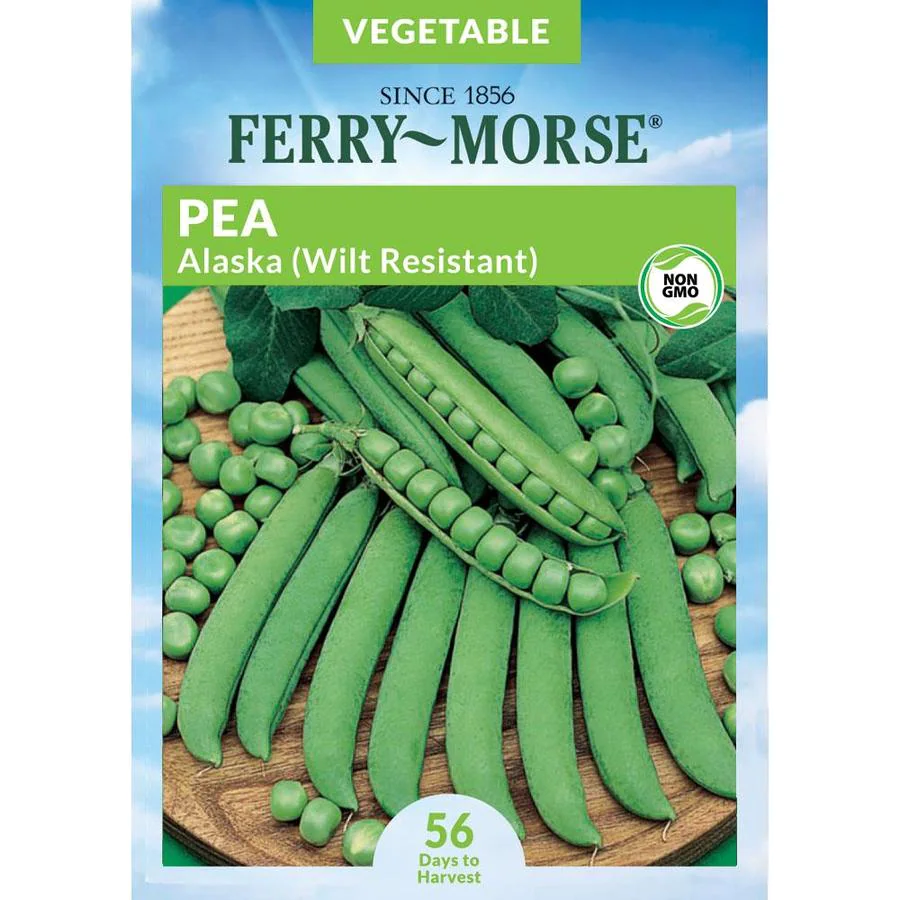 VEGETABLE
SINCE 1856
FERRY~MORSE®
PEA
Alaska (Wilt Resistant)
NON
GMO
56
Days to
Harvest